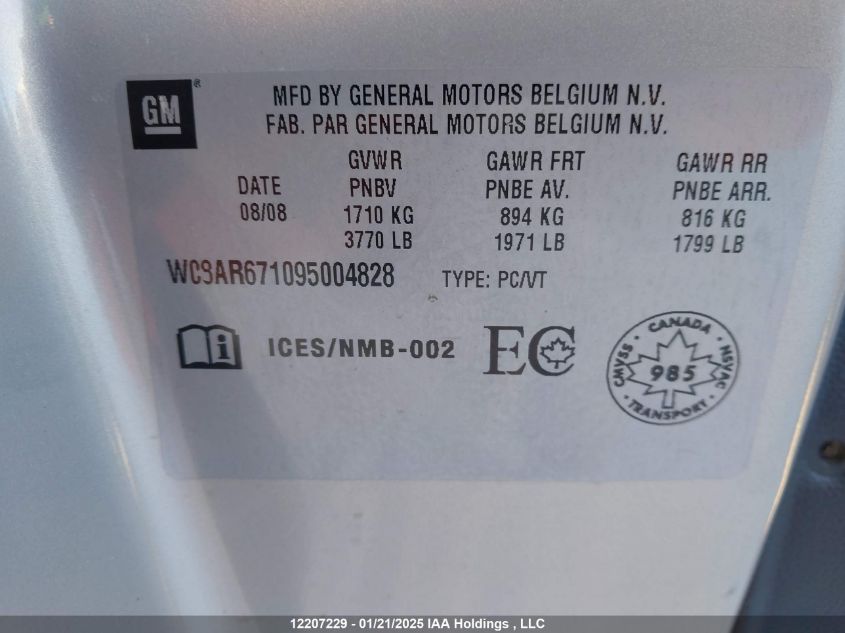 GM ®
MFD BY GENERAL MOTORS BELGIUM N.V.
FAB. PAR GENERAL MOTORS BELGIUM N.V.
GVWR GAWR FRT GAWR RR
DATE PNBV PNBE AV. PNBE ARR.
08/08 1710 KG 894 KG 816 KG
3770 LB 1971 LB 1799 LB
WC9AR671095004828 TYPE: PC/VT
i ICES/NMB-002 EC
CANADA
CMVSS 985 NSVAC
TRANSPORT
12207229 - 01/21/2025 IAA Holdings , LLC